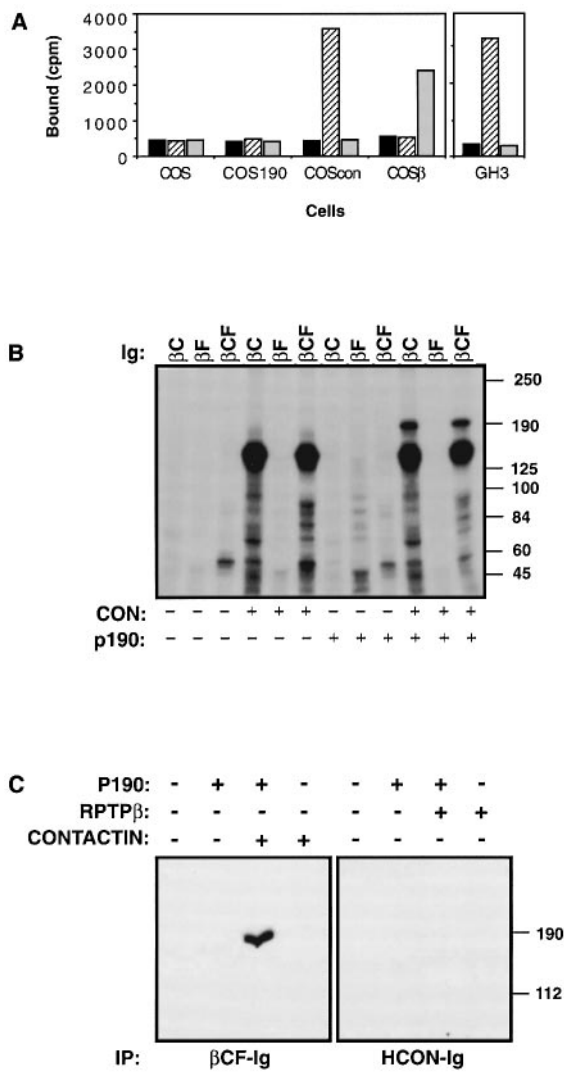 A
Bound (cpm)
4000
3000
2000
1000
0
COS COS190 COScon COSβ GH3
Cells
B
Ig: βC βF βCF βC βF βCF βC βF βCF βC βF βCF
250
190
125
100
84
60
45
CON: – – – + + + – – – + + +
p190: – – – – – – + + + + + +
C
P190: - + + - - + + -
RPTPβ: - - - - - - + +
CONTACTIN: - - + + - - - -
190
112
IP: βCF-Ig HCON-Ig